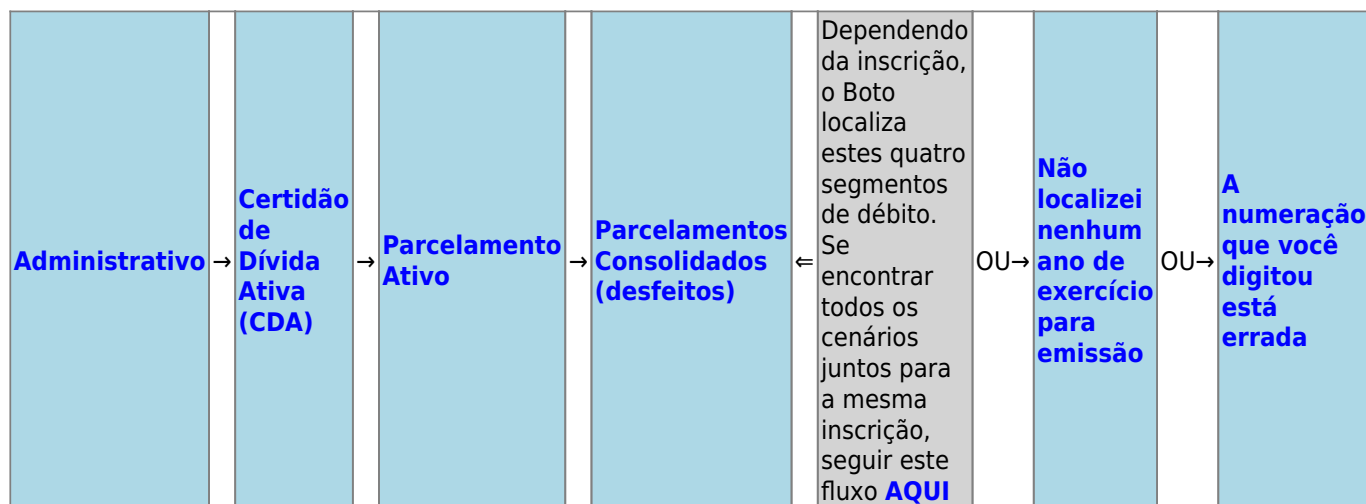 Administrativo
→
Certidão
de
Dívida
Ativa
(CDA)
→
Parcelamento
Ativo
→
Parcelamentos
Consolidados
(desfeitos)
⇐
Dependendo
da inscrição,
o Boto
localiza
estes quatro
segmentos
de débito.
Se
encontrar
todos os
cenários
juntos para
a mesma
inscrição,
seguir este
fluxo AQUI
OU→
Não
localizei
nenhum
ano de
exercício
para
emissão
OU→
A
numeração
que você
digitou
está
errada